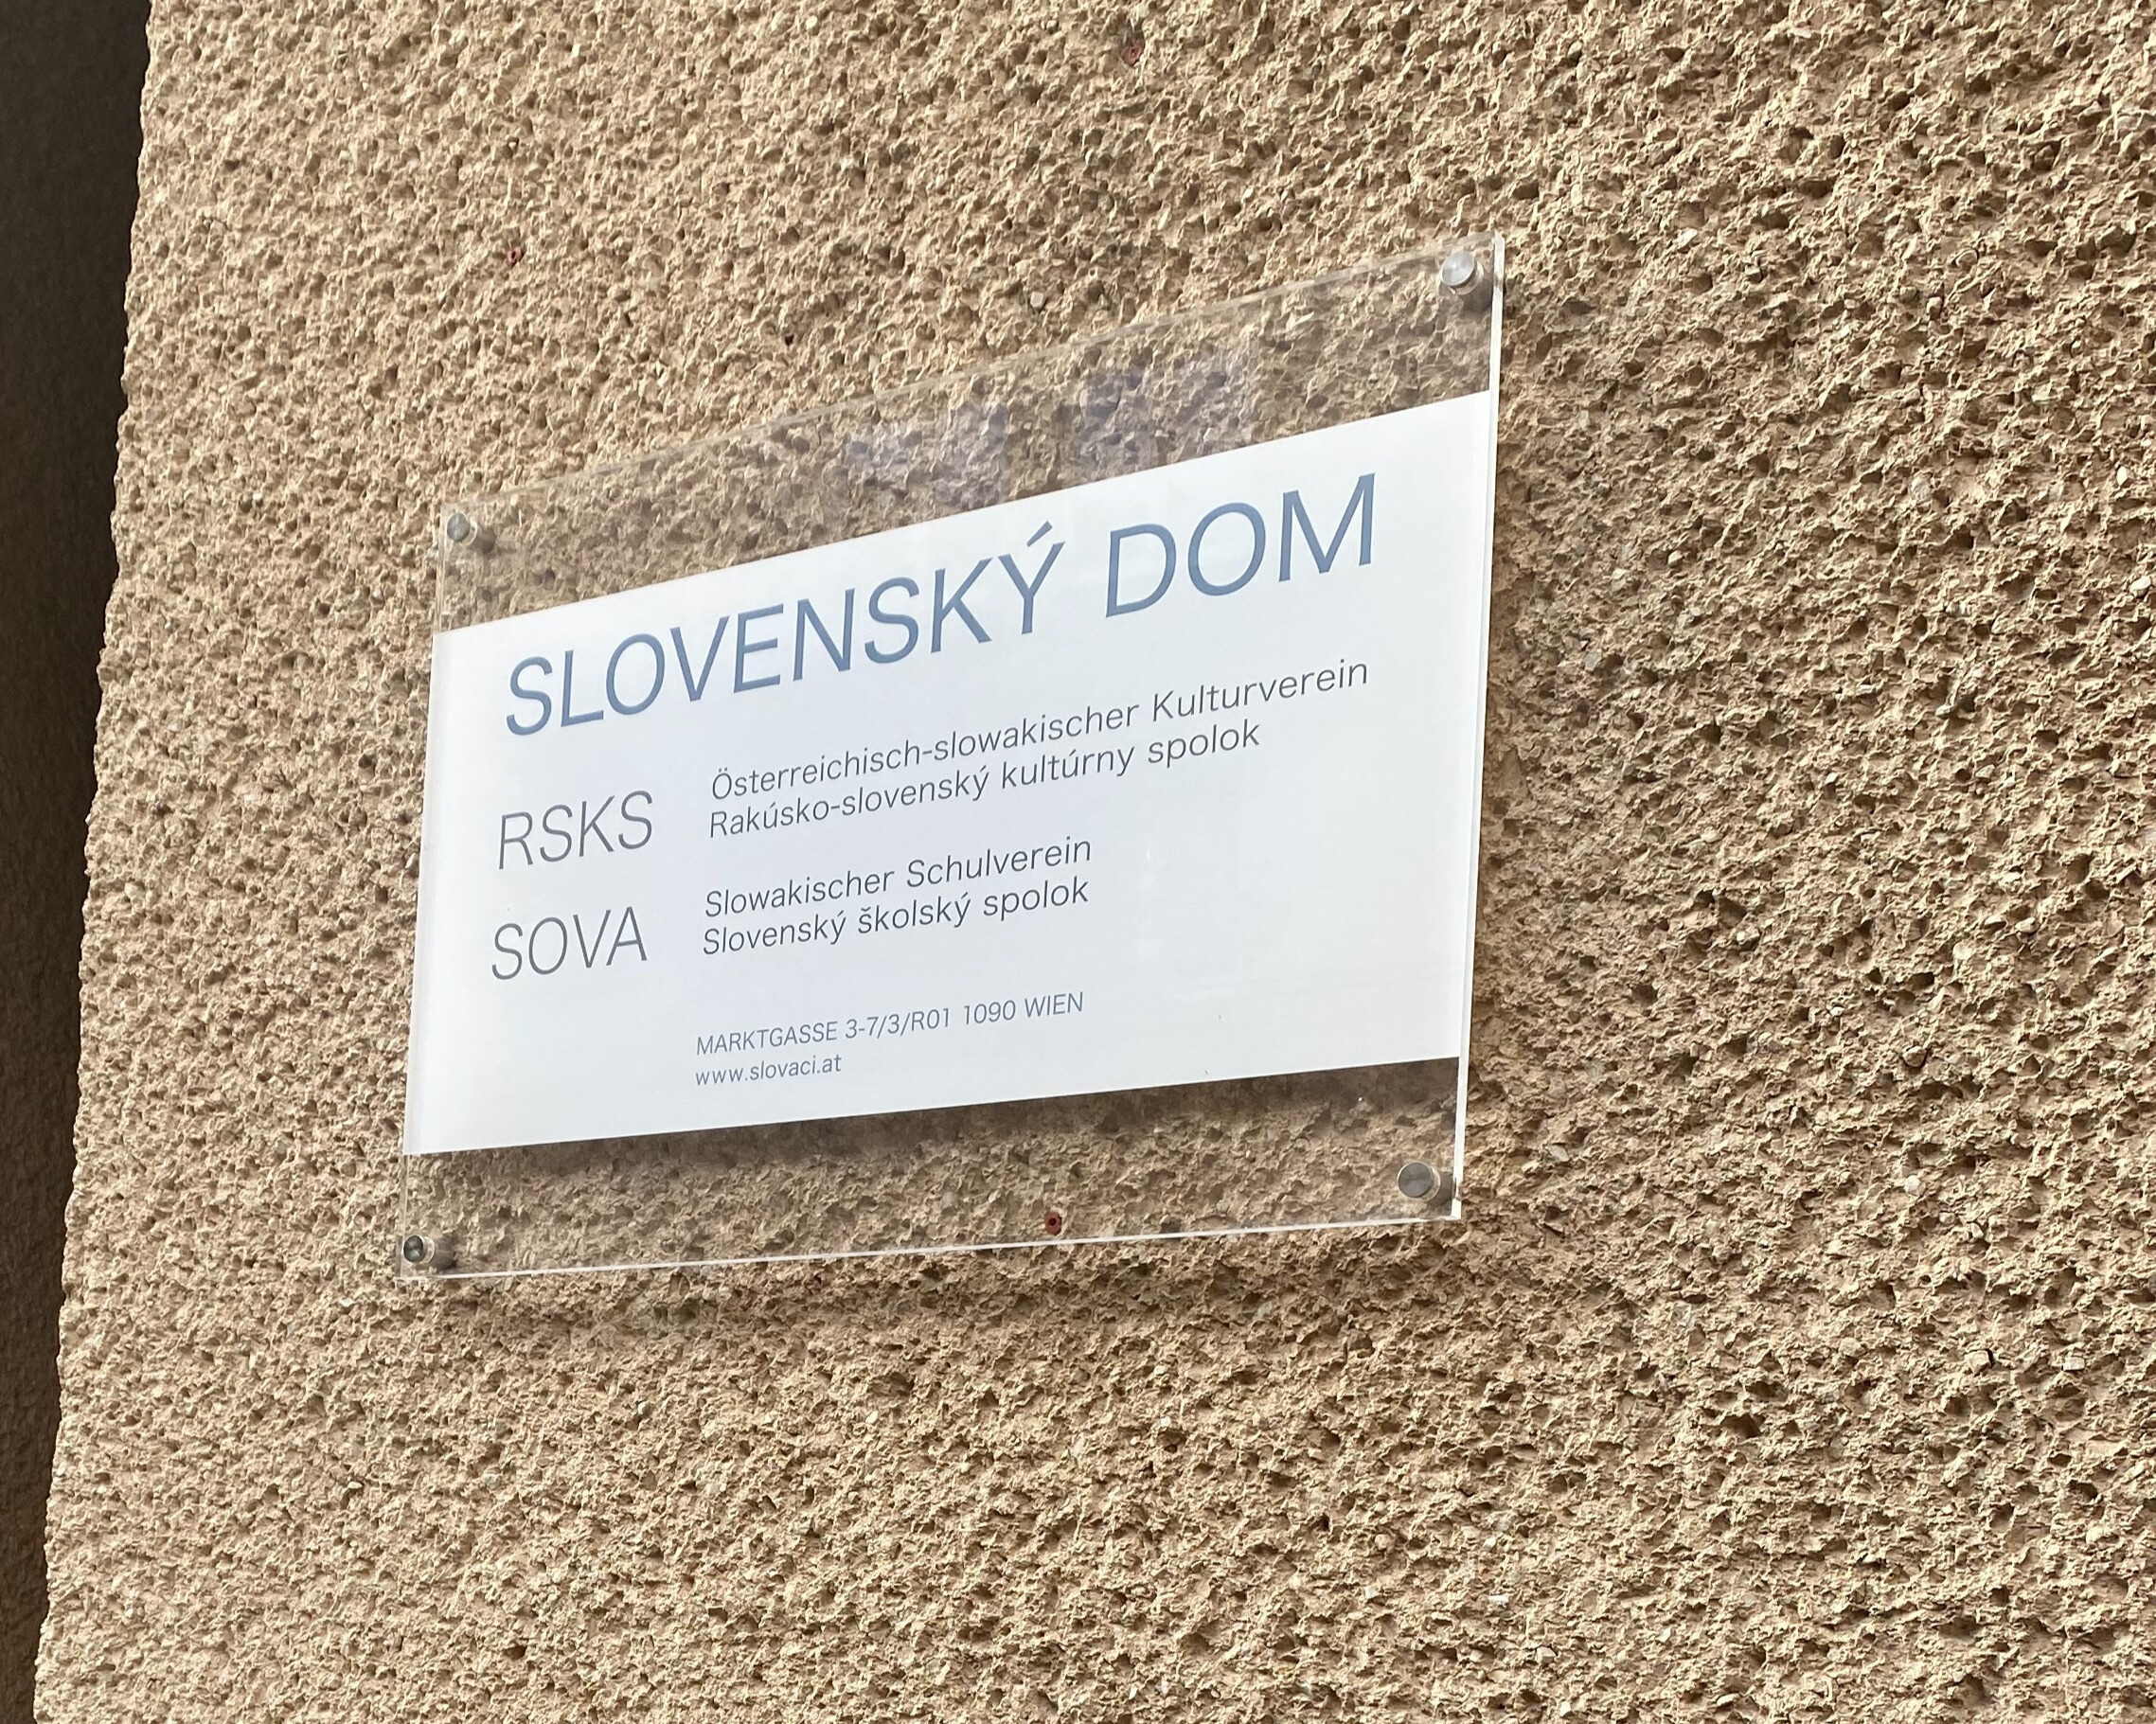 SLOVENSKÝ DOM
RSKS
Österreichisch-slowakischer Kulturverein
Rakúsko-slovenský kultúrny spolok
SOVA
Slowakischer Schulverein
Slovenský školský spolok
MARKTGASSE 3-7/3/R01 1090 WIEN
www.slovaci.at